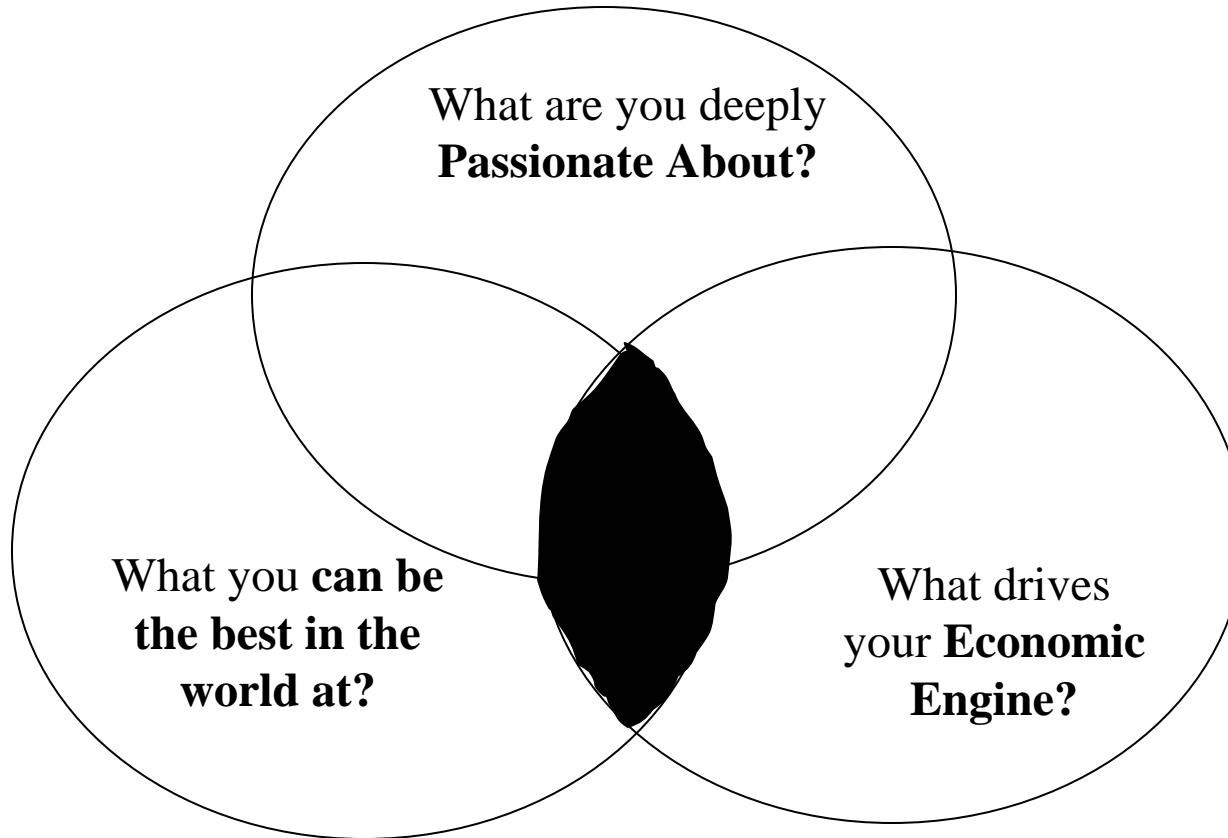 What are you deeply
Passionate About?
What you can be
the best in the
world at?
What drives
your Economic
Engine?